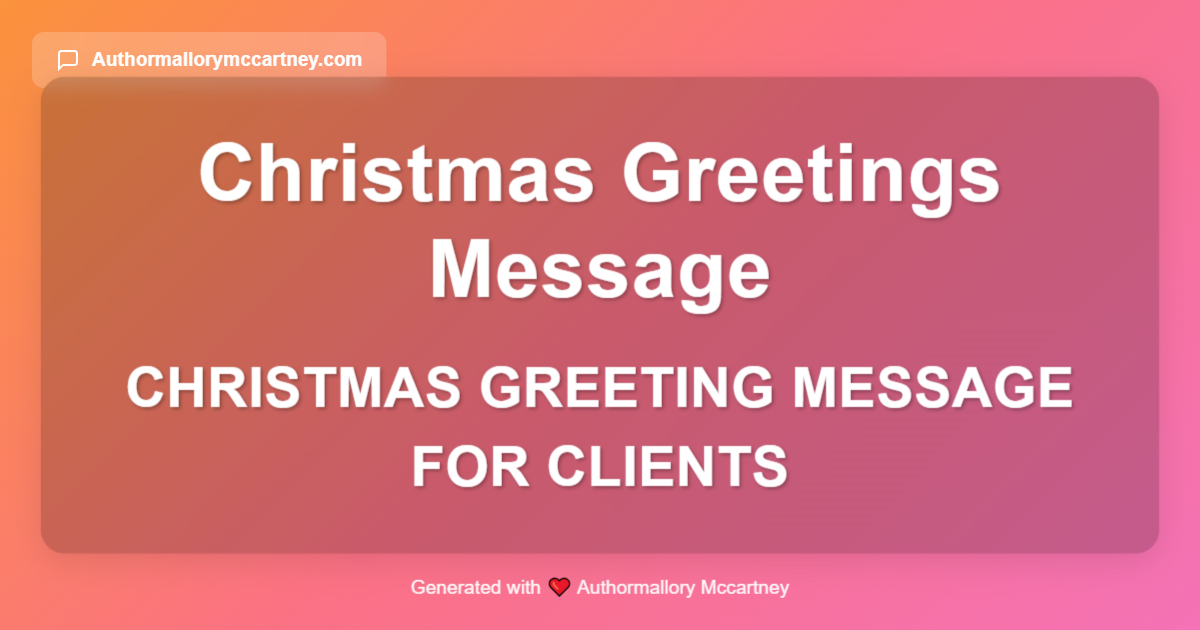 Authormallorymccartney.com
Christmas Greetings
Message
CHRISTMAS GREETING MESSAGE
FOR CLIENTS
Generated with ❤️ Authormallory Mccartney